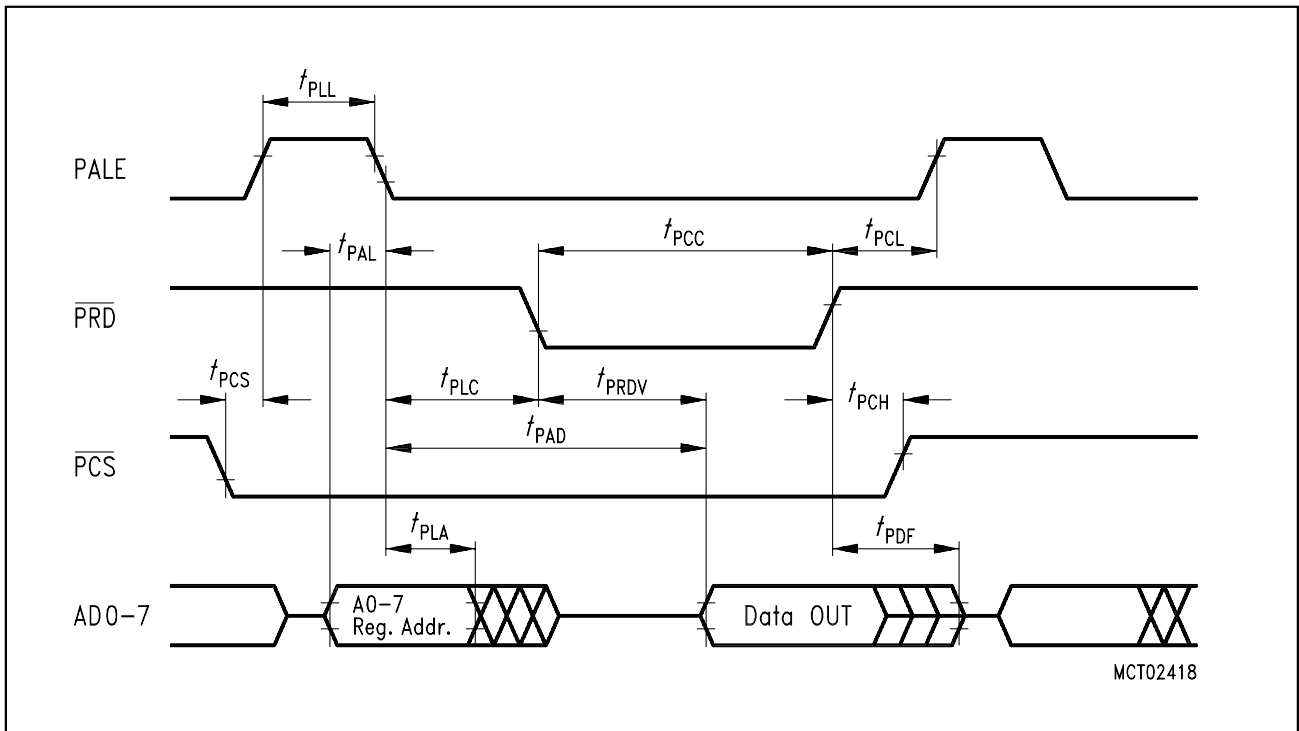 tPLL
PALE
tPAL
tPCC
tPCL
PRD
tPCS
tPLC
tPRDV
tPCH
tPAD
PCS
tPLA
tPDF
AD0-7
A0-7
Reg. Addr.
Data OUT
MCT02418